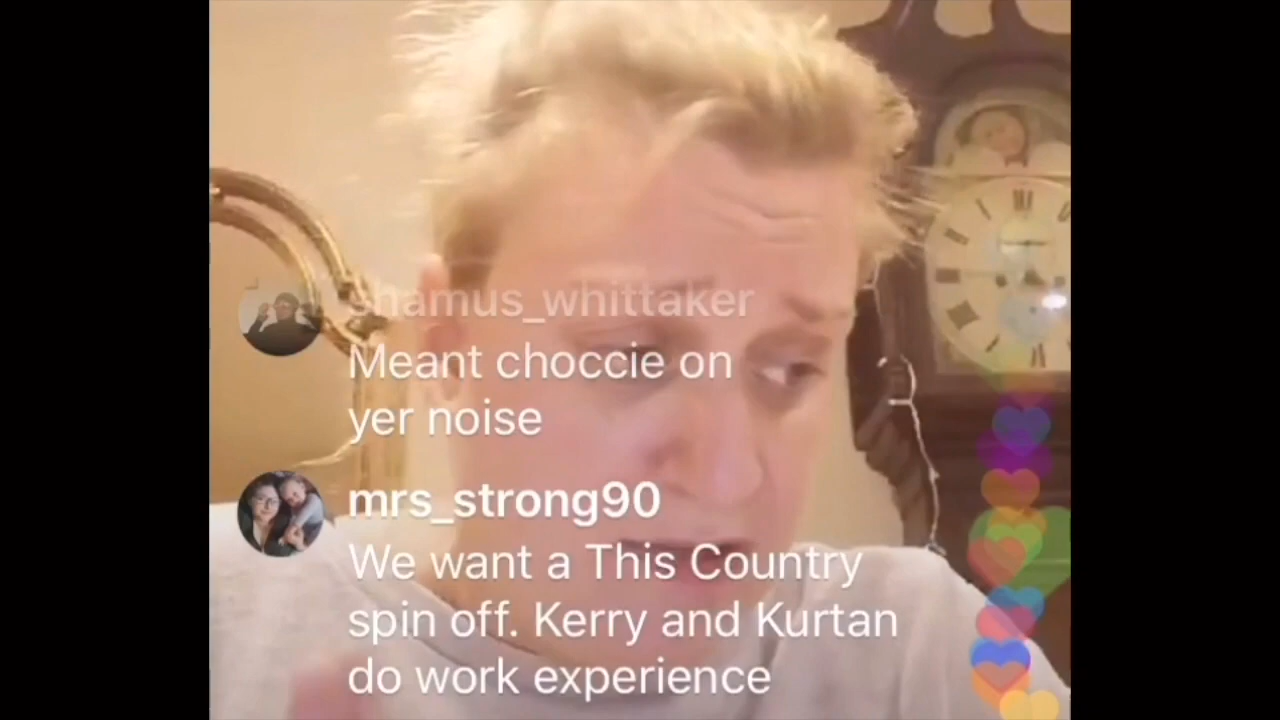 shamus_whittaker
Meant choccie on
yer noise
mrs_strong90
We want a This Country
spin off. Kerry and Kurtan
do work experience